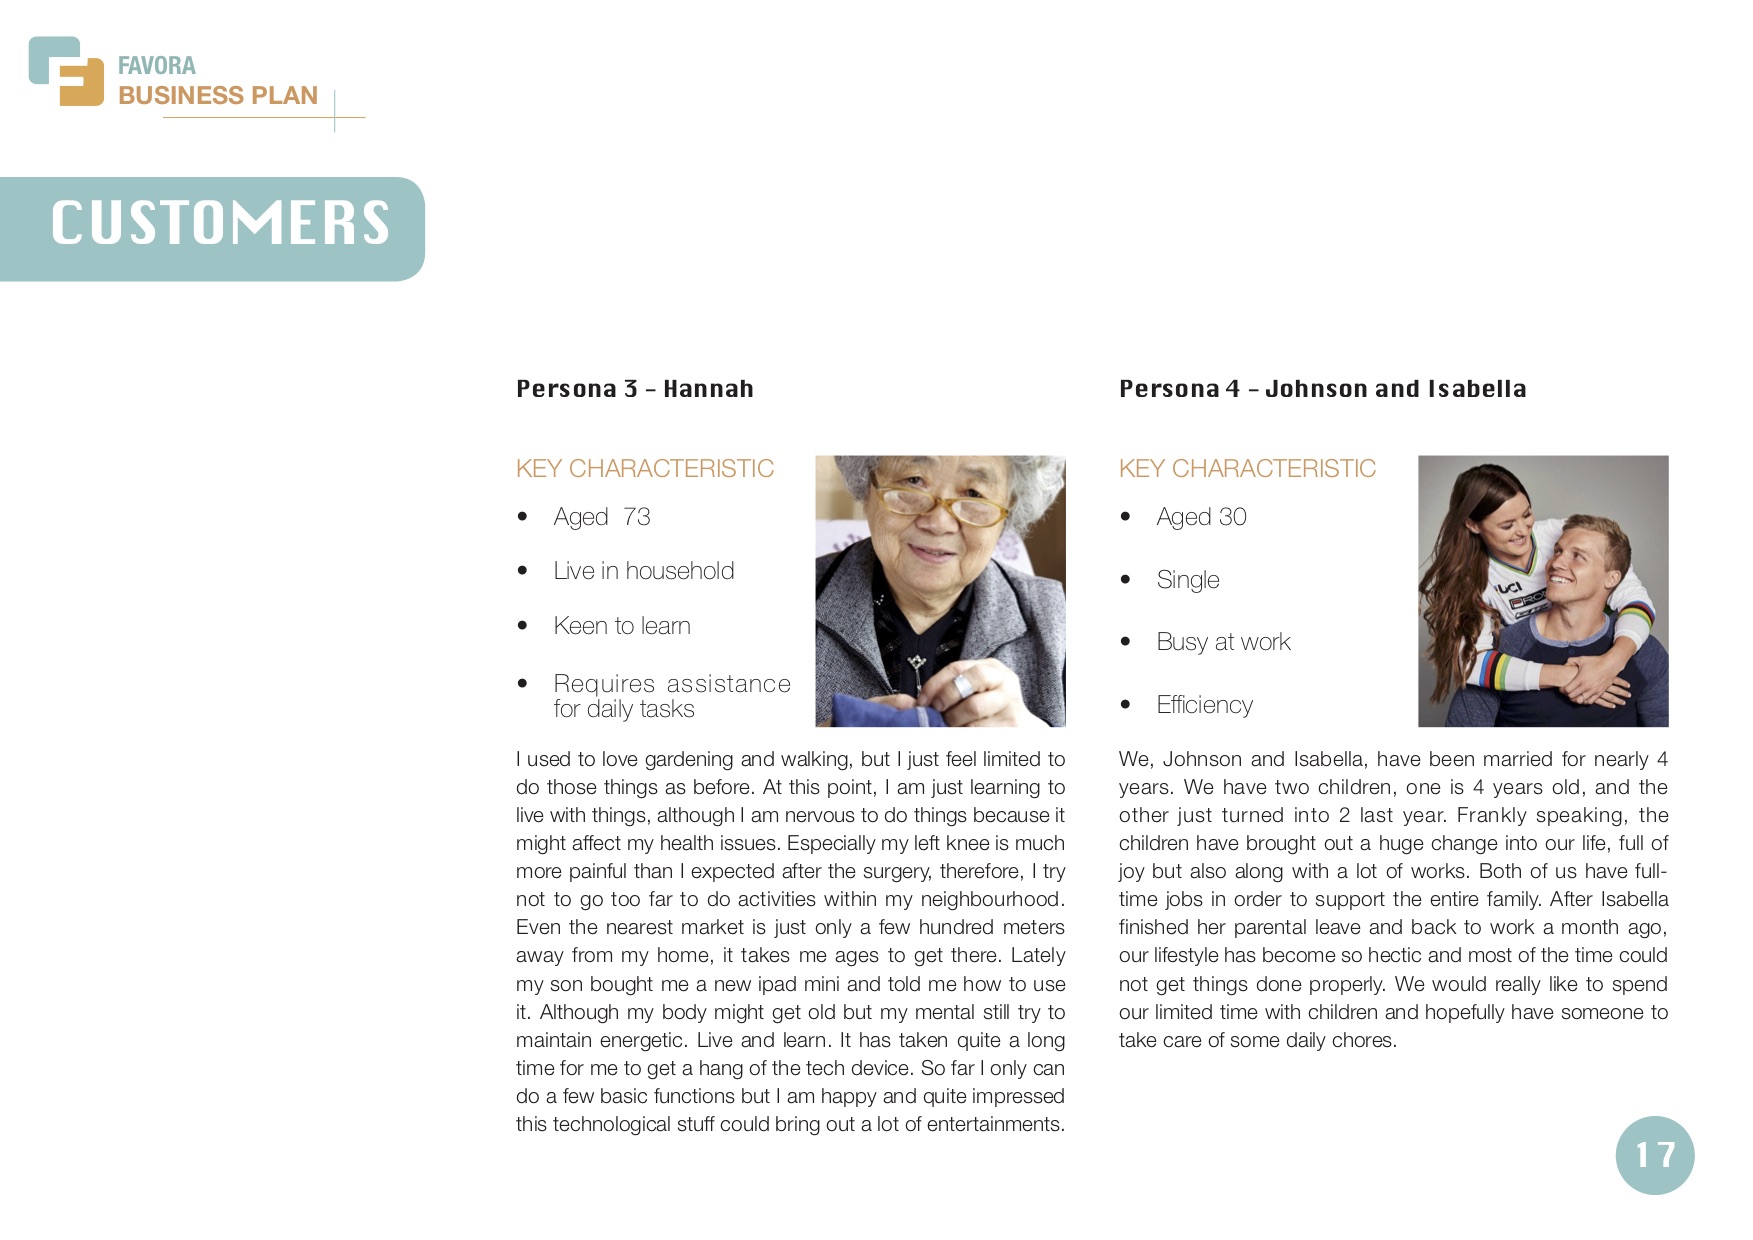 FAVORA
BUSINESS PLAN
CUSTOMERS
Persona 3 – Hannah
KEY CHARACTERISTIC
• Aged 73
• Live in household
• Keen to learn
• Requires assistance
for daily tasks
I used to love gardening and walking, but I just feel limited to
do those things as before. At this point, I am just learning to
live with things, although I am nervous to do things because it
might affect my health issues. Especially my left knee is much
more painful than I expected after the surgery, therefore, I try
not to go too far to do activities within my neighbourhood.
Even the nearest market is just only a few hundred meters
away from my home, it takes me ages to get there. Lately
my son bought me a new ipad mini and told me how to use
it. Although my body might get old but my mental still try to
maintain energetic. Live and learn. It has taken quite a long
time for me to get a hang of the tech device. So far I only can
do a few basic functions but I am happy and quite impressed
this technological stuff could bring out a lot of entertainments.
Persona 4 – Johnson and Isabella
KEY CHARACTERISTIC
• Aged 30
• Single
• Busy at work
• Efficiency
We, Johnson and Isabella, have been married for nearly 4
years. We have two children, one is 4 years old, and the
other just turned into 2 last year. Frankly speaking, the
children have brought out a huge change into our life, full of
joy but also along with a lot of works. Both of us have full-
time jobs in order to support the entire family. After Isabella
finished her parental leave and back to work a month ago,
our lifestyle has become so hectic and most of the time could
not get things done properly. We would really like to spend
our limited time with children and hopefully have someone to
take care of some daily chores.
17